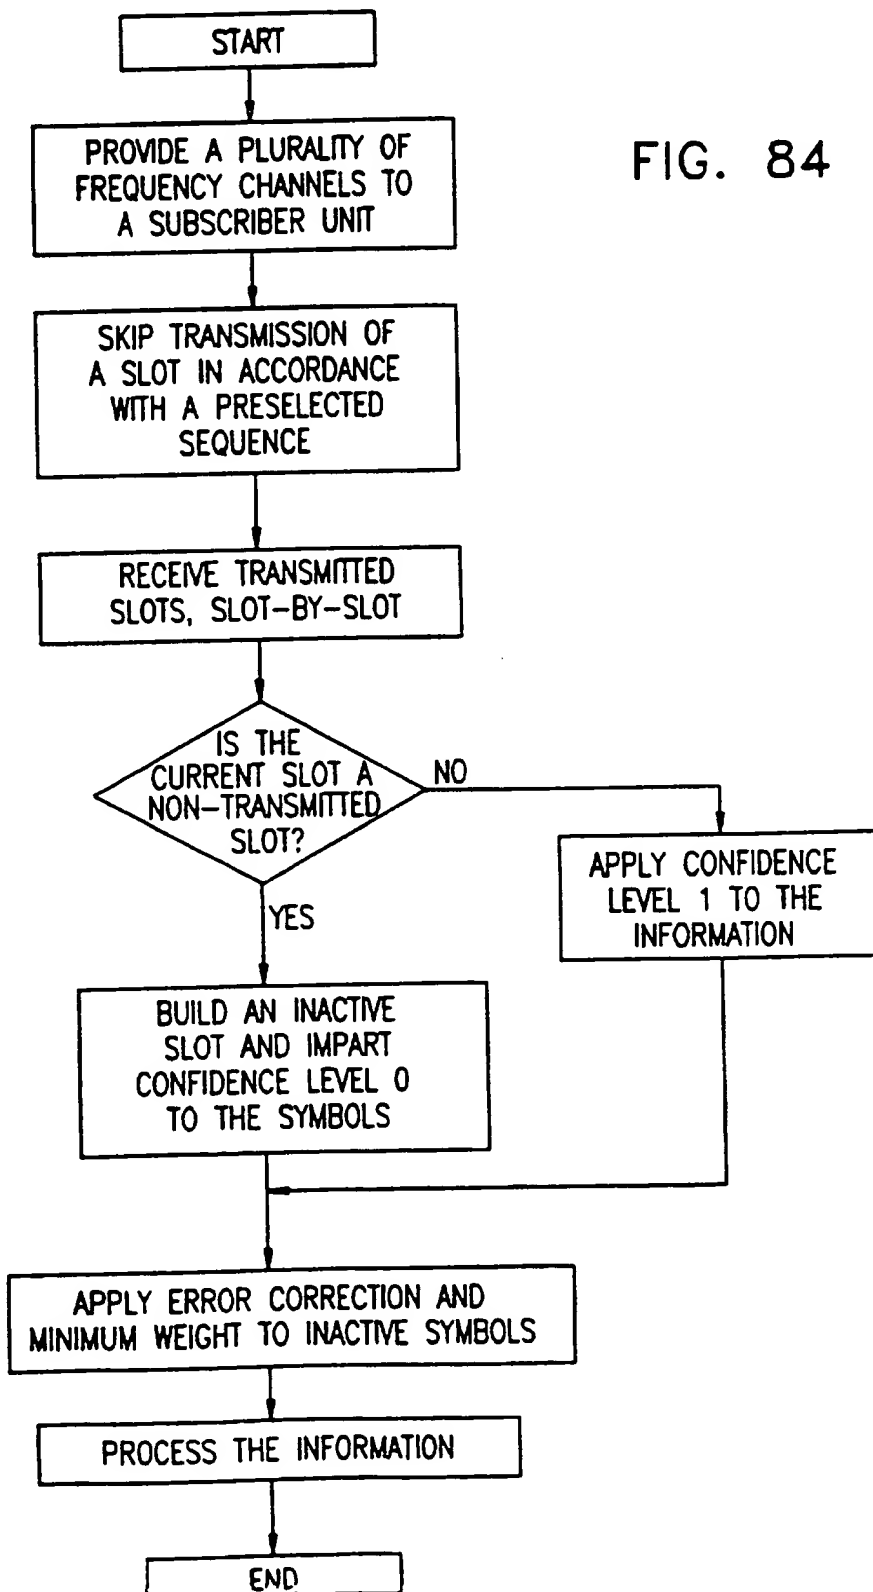 START
FIG. 84
PROVIDE A PLURALITY OF
FREQUENCY CHANNELS TO
A SUBSCRIBER UNIT
SKIP TRANSMISSION OF
A SLOT IN ACCORDANCE
WITH A PRESELECTED
SEQUENCE
RECEIVE TRANSMITTED
SLOTS, SLOT-BY-SLOT
IS THE
CURRENT SLOT A
NON-TRANSMITTED
SLOT?
NO
APPLY CONFIDENCE
LEVEL 1 TO THE
INFORMATION
YES
BUILD AN INACTIVE
SLOT AND IMPART
CONFIDENCE LEVEL 0
TO THE SYMBOLS
APPLY ERROR CORRECTION AND
MINIMUM WEIGHT TO INACTIVE SYMBOLS
PROCESS THE INFORMATION
END